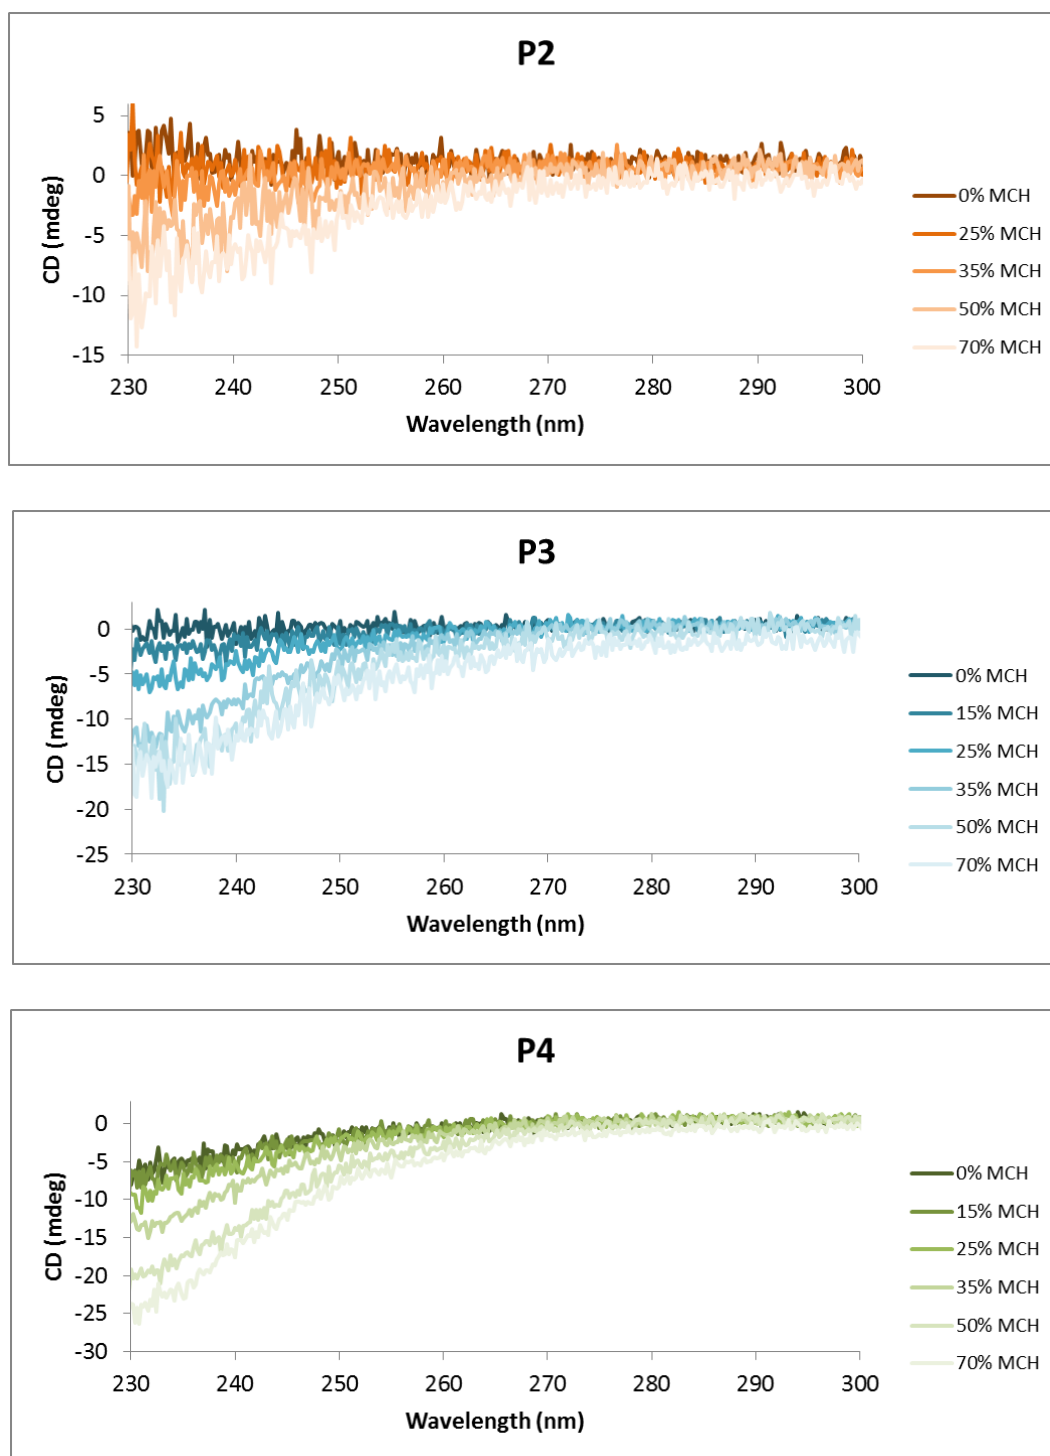 P2
5
0
-5
-10
-15
CD (mdeg)
230 240 250 260 270 280 290 300
Wavelength (nm)
0% MCH
25% MCH
35% MCH
50% MCH
70% MCH
P3
0
-5
-10
-15
-20
-25
CD (mdeg)
230 240 250 260 270 280 290 300
Wavelength (nm)
0% MCH
15% MCH
25% MCH
35% MCH
50% MCH
70% MCH
P4
0
-5
-10
-15
-20
-25
-30
CD (mdeg)
230 240 250 260 270 280 290 300
Wavelength (nm)
0% MCH
15% MCH
25% MCH
35% MCH
50% MCH
70% MCH